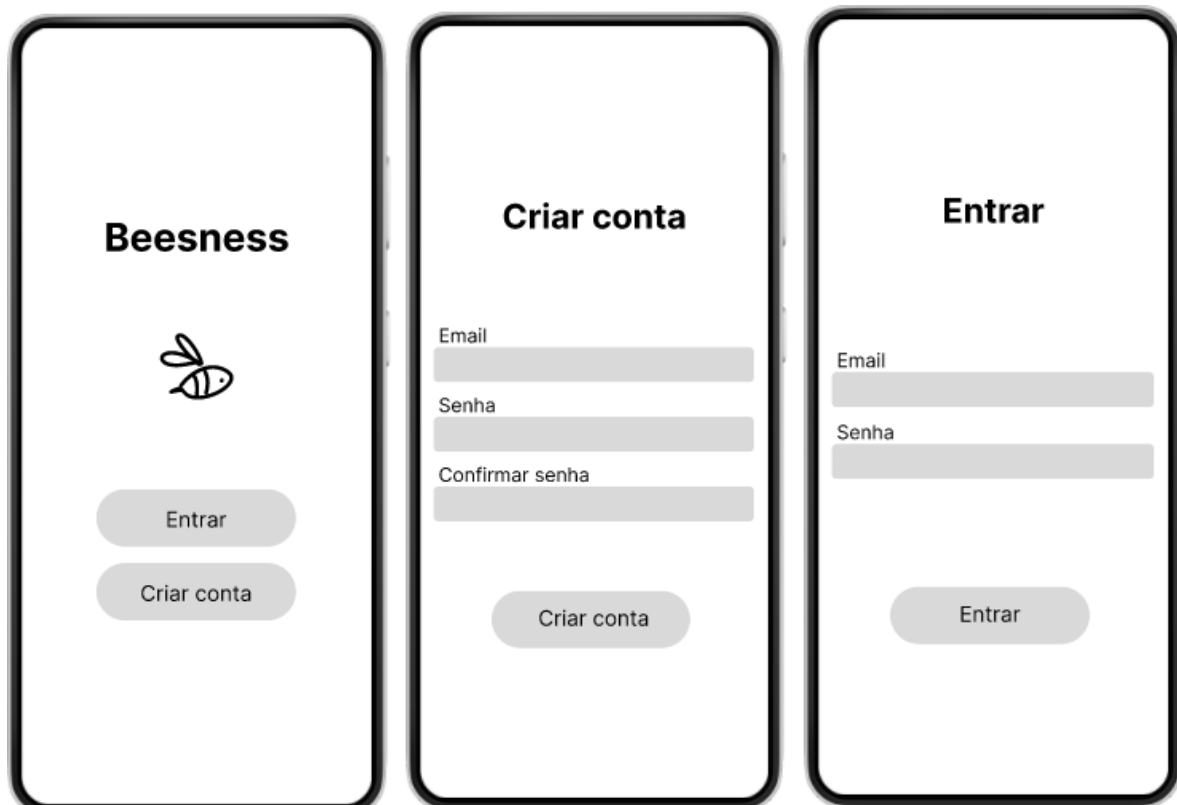 Beesness
Entrar
Criar conta
Criar conta
Email
Senha
Confirmar senha
Criar conta
Entrar
Email
Senha
Entrar